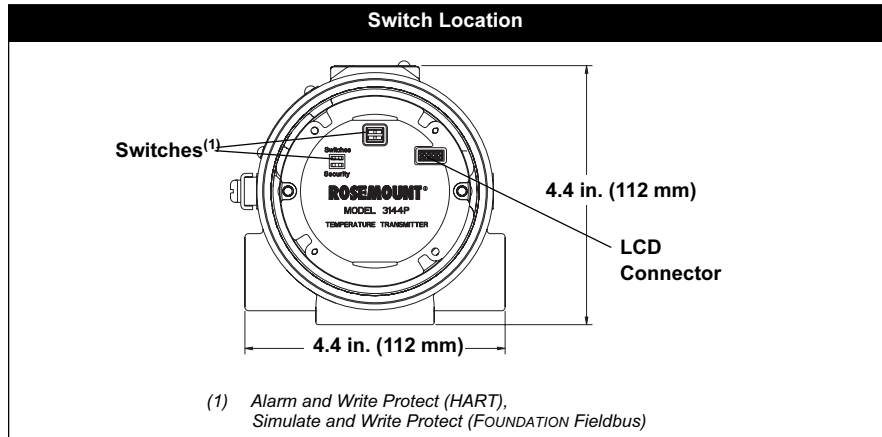 Switch Location
Switches(1)
Switches
Security
ROSEMOUNT®
MODEL 3144P
TEMPERATURE TRANSMITTER
4.4 in. (112 mm)
LCD
Connector
4.4 in. (112 mm)
(1) Alarm and Write Protect (HART),
Simulate and Write Protect (FOUNDATION Fieldbus)